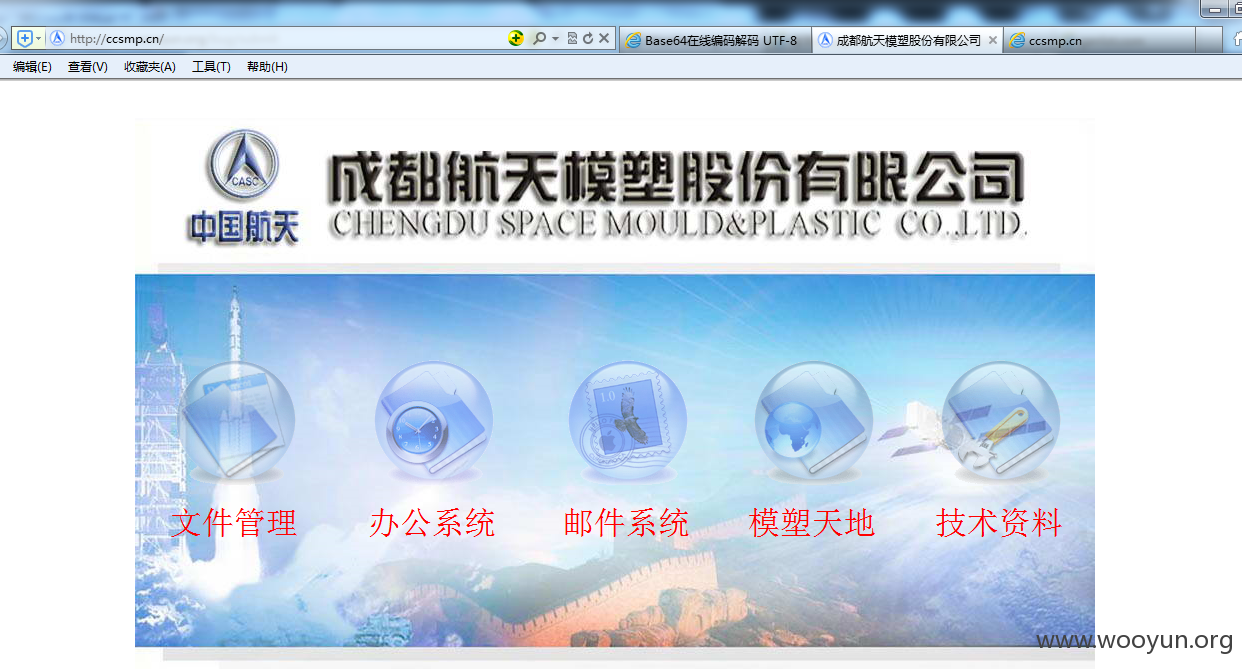 http://ccsmp.cn/
Base64在线编码解码 UTF-8
成都航天模塑股份有限公司
ccsmp.cn
编辑(E) 查看(V) 收藏夹(A) 工具(T) 帮助(H)
CASC
中国航天
成都航天模塑股份有限公司
CHENGDU SPACE MOULD&PLASTIC CO.,LTD.
1.0
文件管理 办公系统 邮件系统 模塑天地 技术资料
www.wooyun.org